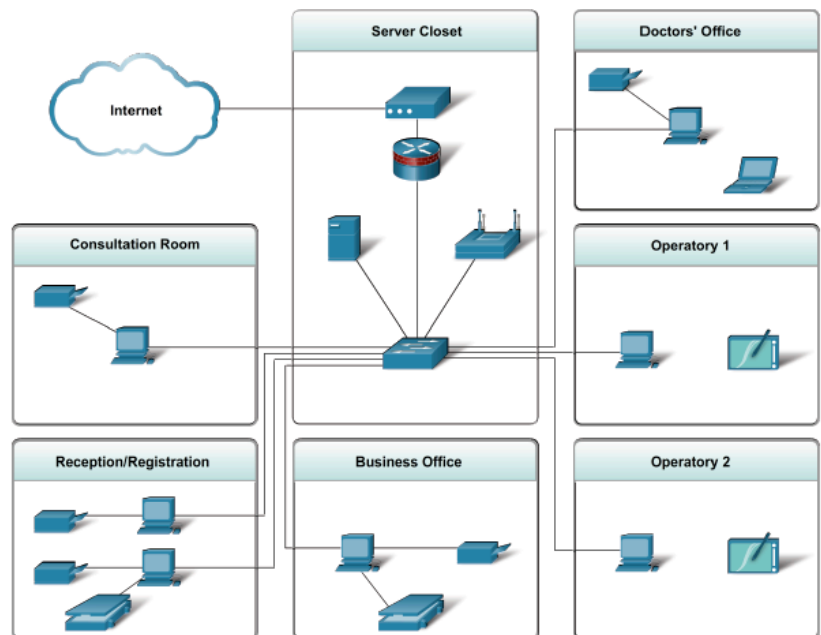 Server Closet
Doctors' Office
Internet
Consultation Room
Operatory 1
Reception/Registration
Business Office
Operatory 2